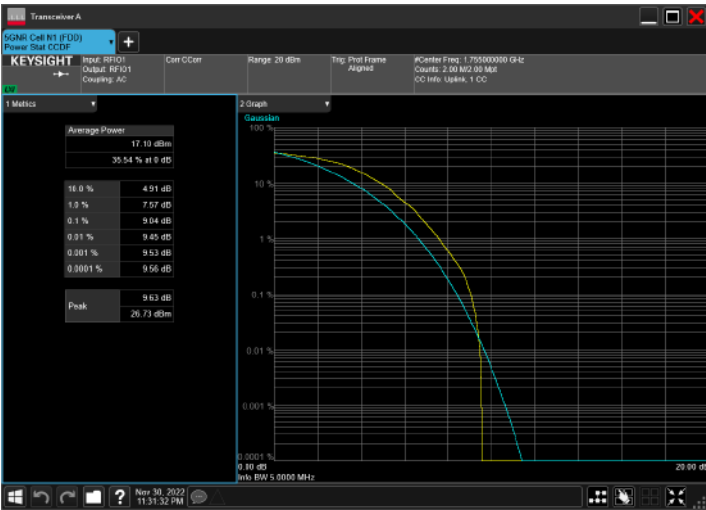 Transceiver A
5GNR Cell N1 (FDD)
Power Stat CCDF
KEYSIGHT
Input: RFIO1
Output: RFIO1
Coupling: AC
Corr CCorr
Range: 20 dBm
Trig: Prot Frame
Aligned
#Center Freq: 1.755000000 GHz
Counts: 2.00 M/2.00 Mpt
CC Info: Uplink, 1 CC
1 Metrics
Average Power
17.10 dBm
35.54 % at 0 dB
10.0 % 4.91 dB
1.0 % 7.57 dB
0.1 % 9.04 dB
0.01 % 9.45 dB
0.001 % 9.53 dB
0.0001 % 9.56 dB
Peak
9.63 dB
26.73 dBm
2 Graph
Gaussian
100 %
10 %
1 %
0.1 %
0.01 %
0.001 %
0.0001 %
0.00 dB
20.00 dB
Info BW 5.0000 MHz
?
Nov 30, 2022
11:31:32 PM